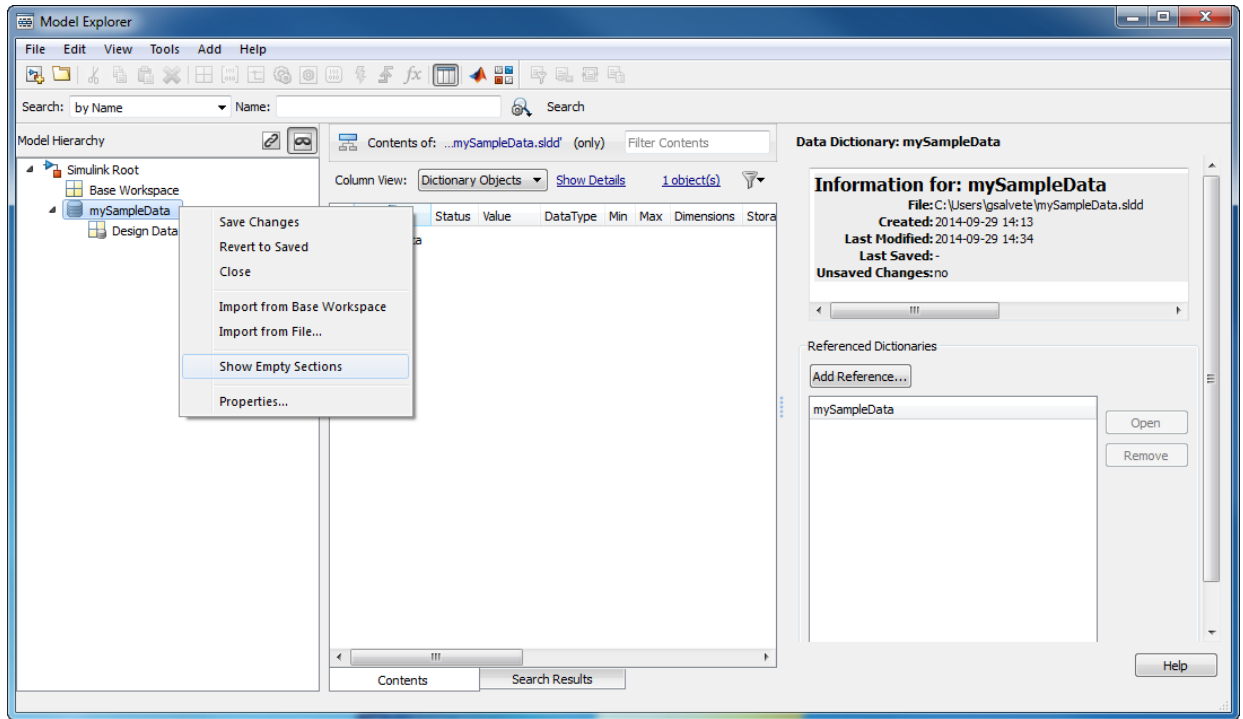 Model Explorer
File Edit View Tools Add Help
fx
Search: by Name Name: Search
Model Hierarchy
Simulink Root
Base Workspace
mySampleData
Design Data
Save Changes
Revert to Saved
Close
Import from Base Workspace
Import from File...
Show Empty Sections
Properties...
Contents of: ...mySampleData.sldd' (only) Filter Contents
Column View: Dictionary Objects Show Details 1 object(s)
Status Value DataType Min Max Dimensions Stora
Contents Search Results
Data Dictionary: mySampleData
Information for: mySampleData
File: C:\Users\gsalvete\mySampleData.sldd
Created: 2014-09-29 14:13
Last Modified: 2014-09-29 14:34
Last Saved: -
Unsaved Changes: no
Referenced Dictionaries
Add Reference...
mySampleData
Open
Remove
Help